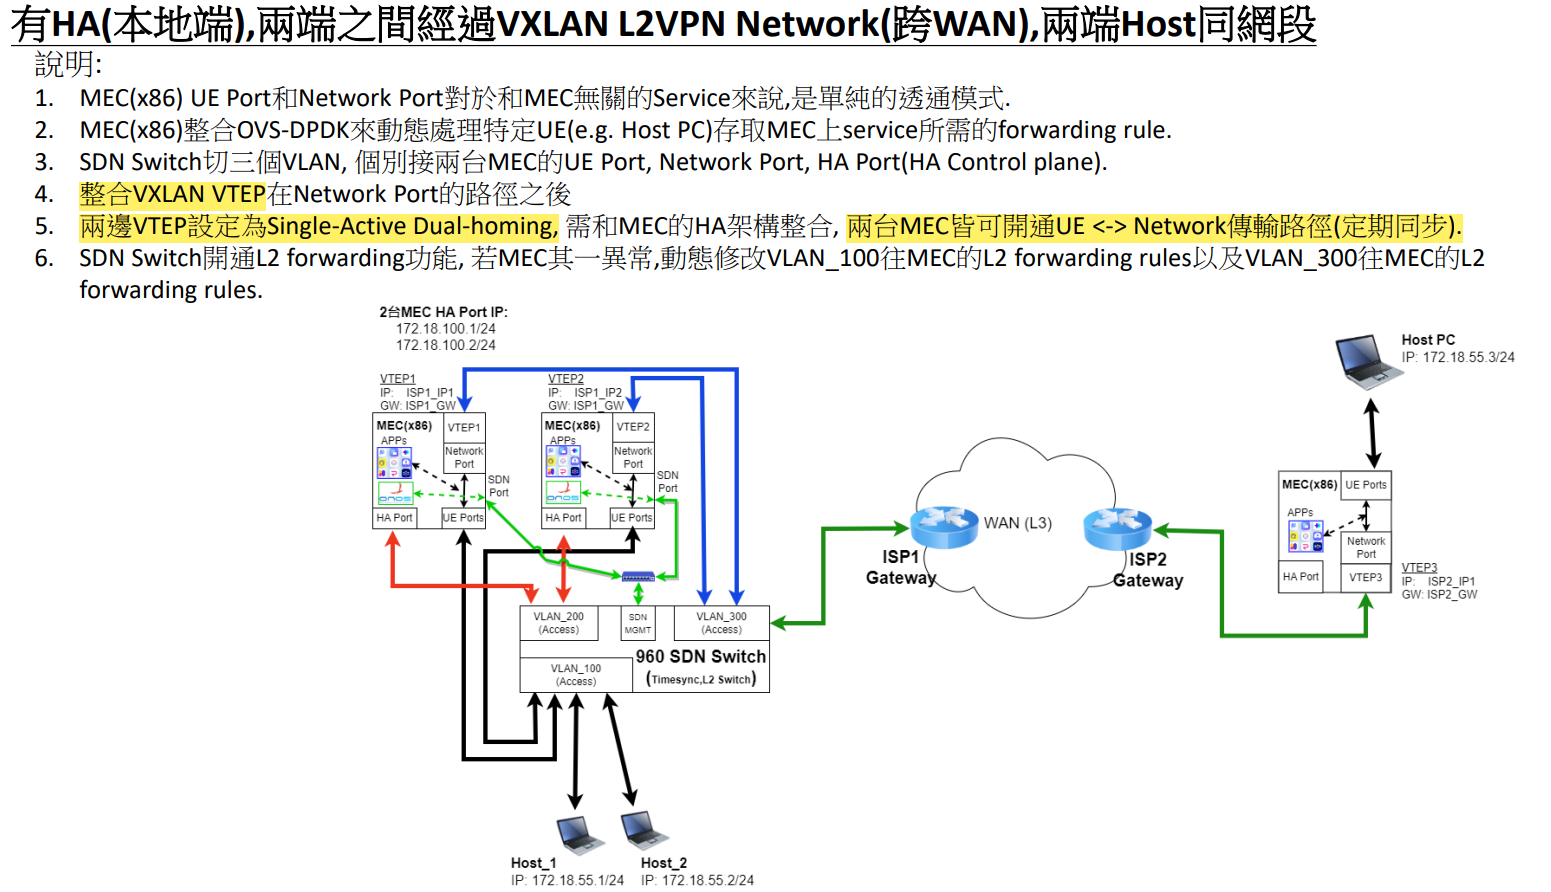 有HA(本地端),兩端之間經過VXLAN L2VPN Network(跨WAN),兩端Host同網段
說明:
1. MEC(x86) UE Port和Network Port對於和MEC無關的Service來說,是單純的透通模式.
2. MEC(x86)整合OVS-DPDK來動態處理特定UE(e.g. Host PC)存取MEC上service所需的forwarding rule.
3. SDN Switch切三個VLAN, 個別接兩台MEC的UE Port, Network Port, HA Port(HA Control plane).
4. 整合VXLAN VTEP在Network Port的路徑之後
5. 兩邊VTEP設定為Single-Active Dual-homing, 需和MEC的HA架構整合, 兩台MEC皆可開通UE <-> Network傳輸路徑(定期同步).
6. SDN Switch開通L2 forwarding功能, 若MEC其一異常,動態修改VLAN_100往MEC的L2 forwarding rules以及VLAN_300往MEC的L2
forwarding rules.
2台MEC HA Port IP:
172.18.100.1/24
172.18.100.2/24
VTEP1
IP: ISP1_IP1
GW: ISP1_GW
MEC(x86)
APPs
VTEP1
Network
Port
SDN
Port
onos
HA Port
UE Ports
VTEP2
IP: ISP1_IP2
GW: ISP1_GW
MEC(x86)
APPs
VTEP2
Network
Port
SDN
Port
onos
HA Port
UE Ports
VLAN_200
(Access)
SDN
MGMT
VLAN_300
(Access)
960 SDN Switch
(Timesync,L2 Switch)
VLAN_100
(Access)
Host_1
IP: 172.18.55.1/24
Host_2
IP: 172.18.55.2/24
ISP1
Gateway
WAN (L3)
ISP2
Gateway
Host PC
IP: 172.18.55.3/24
MEC(x86)
UE Ports
APPs
Network
Port
HA Port
VTEP3
VTEP3
IP: ISP2_IP1
GW: ISP2_GW